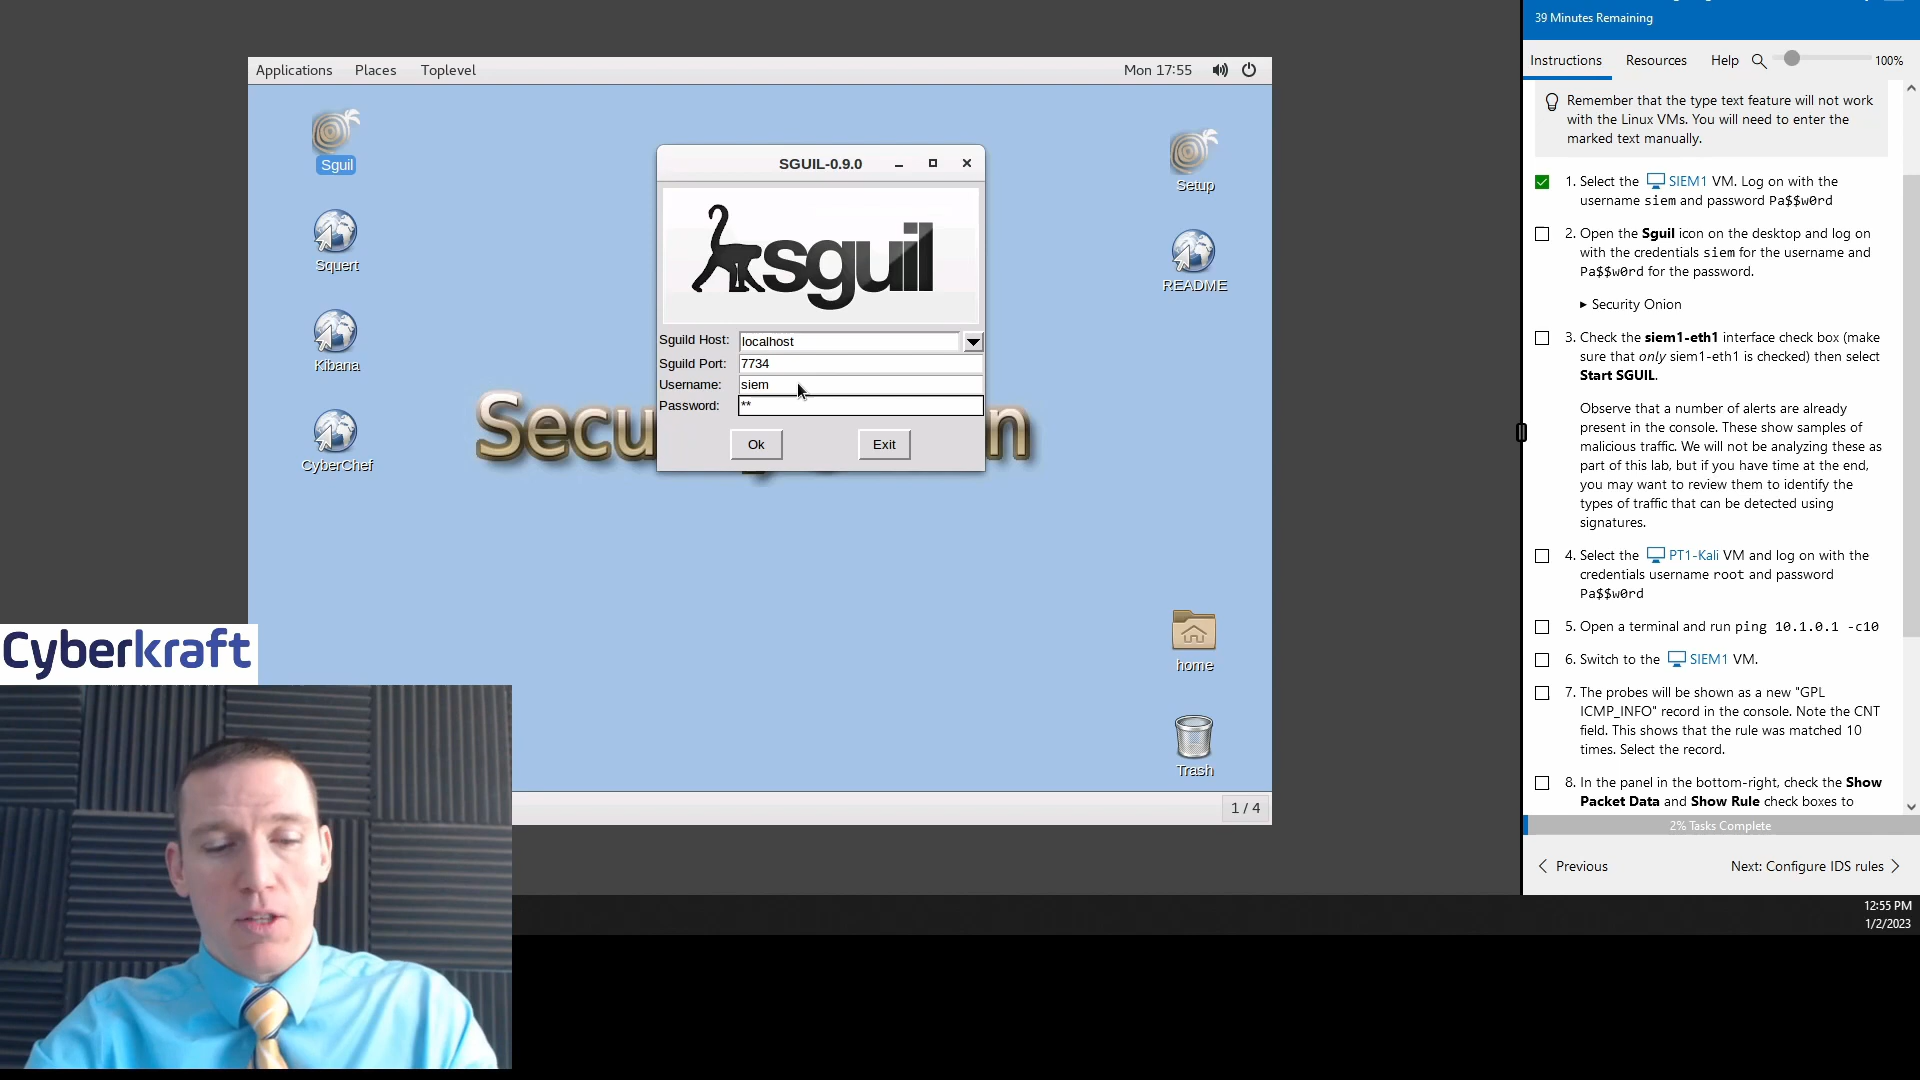 Applications Places Toplevel Mon 17:55
Sguil
Squert
Kibana
CyberChef
Setup
README
home
Trash
1 / 4
SGUIL-0.9.0
sguil
Sguild Host: localhost
Sguild Port: 7734
Username: siem
Password: **
Ok Exit
Cyberkraft
39 Minutes Remaining
Instructions Resources Help 100%
Remember that the type text feature will not work
with the Linux VMs. You will need to enter the
marked text manually.
1. Select the SIEM1 VM. Log on with the
username siem and password Pa$$w0rd
2. Open the Sguil icon on the desktop and log on
with the credentials siem for the username and
Pa$$w0rd for the password.
▸ Security Onion
3. Check the siem1-eth1 interface check box (make
sure that only siem1-eth1 is checked) then select
Start SGUIL.
Observe that a number of alerts are already
present in the console. These show samples of
malicious traffic. We will not be analyzing these as
part of this lab, but if you have time at the end,
you may want to review them to identify the
types of traffic that can be detected using
signatures.
4. Select the PT1-Kali VM and log on with the
credentials username root and password
Pa$$w0rd
5. Open a terminal and run ping 10.1.0.1 -c10
6. Switch to the SIEM1 VM.
7. The probes will be shown as a new "GPL
ICMP_INFO" record in the console. Note the CNT
field. This shows that the rule was matched 10
times. Select the record.
8. In the panel in the bottom-right, check the Show
Packet Data and Show Rule check boxes to
2% Tasks Complete
Previous Next: Configure IDS rules
12:55 PM
1/2/2023